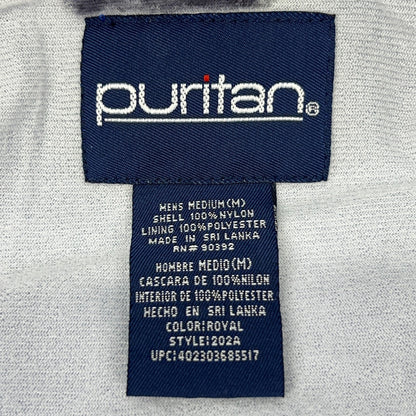 puritan®
MENS MEDIUM(M)
SHELL 100%NYLON
LINING 100%POLYESTER
MADE IN SRI LANKA
RN# 90392
HOMBRE MEDIO(M)
CASCARA DE 100%NILON
INTERIOR DE 100%POLYESTER
HECHO EN SRI LANKA
COLOR:ROYAL
STYLE:202A
UPC:402303685517